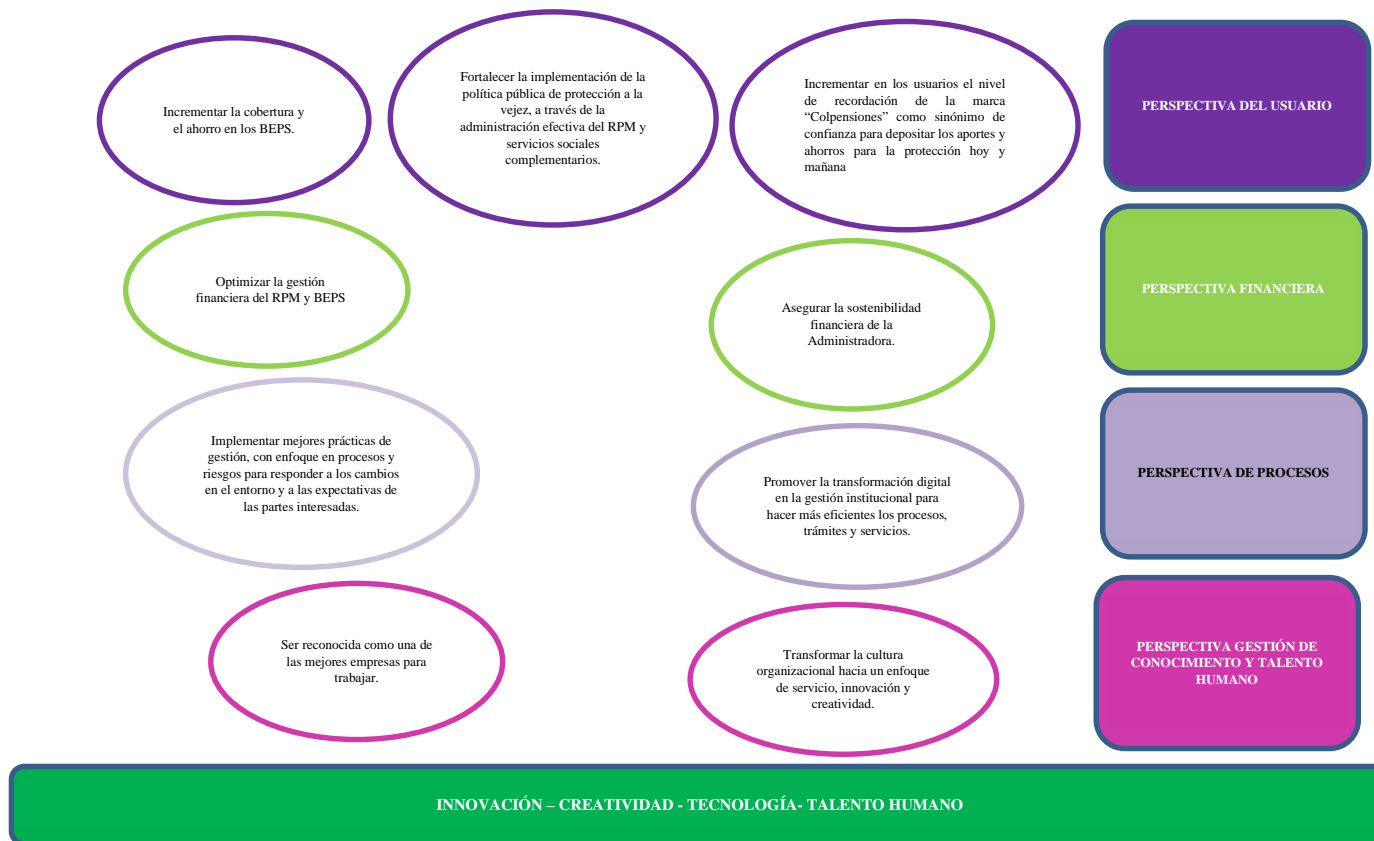 Incrementar la cobertura y
el ahorro en los BEPS.
Fortalecer la implementación de la
política pública de protección a la
vejez, a través de la
administración efectiva del RPM y
servicios sociales
complementarios.
Incrementar en los usuarios el nivel
de recordación de la marca
“Colpensiones” como sinónimo de
confianza para depositar los aportes y
ahorros para la protección hoy y
mañana
PERSPECTIVA DEL USUARIO
Optimizar la gestión
financiera del RPM y BEPS
Asegurar la sostenibilidad
financiera de la
Administradora.
PERSPECTIVA FINANCIERA
Implementar mejores prácticas de
gestión, con enfoque en procesos y
riesgos para responder a los cambios
en el entorno y a las expectativas de
las partes interesadas.
Promover la transformación digital
en la gestión institucional para
hacer más eficientes los procesos,
trámites y servicios.
PERSPECTIVA DE PROCESOS
Ser reconocida como una de
las mejores empresas para
trabajar.
Transformar la cultura
organizacional hacia un enfoque
de servicio, innovación y
creatividad.
PERSPECTIVA GESTIÓN DE
CONOCIMIENTO Y TALENTO
HUMANO
INNOVACIÓN – CREATIVIDAD - TECNOLOGÍA- TALENTO HUMANO